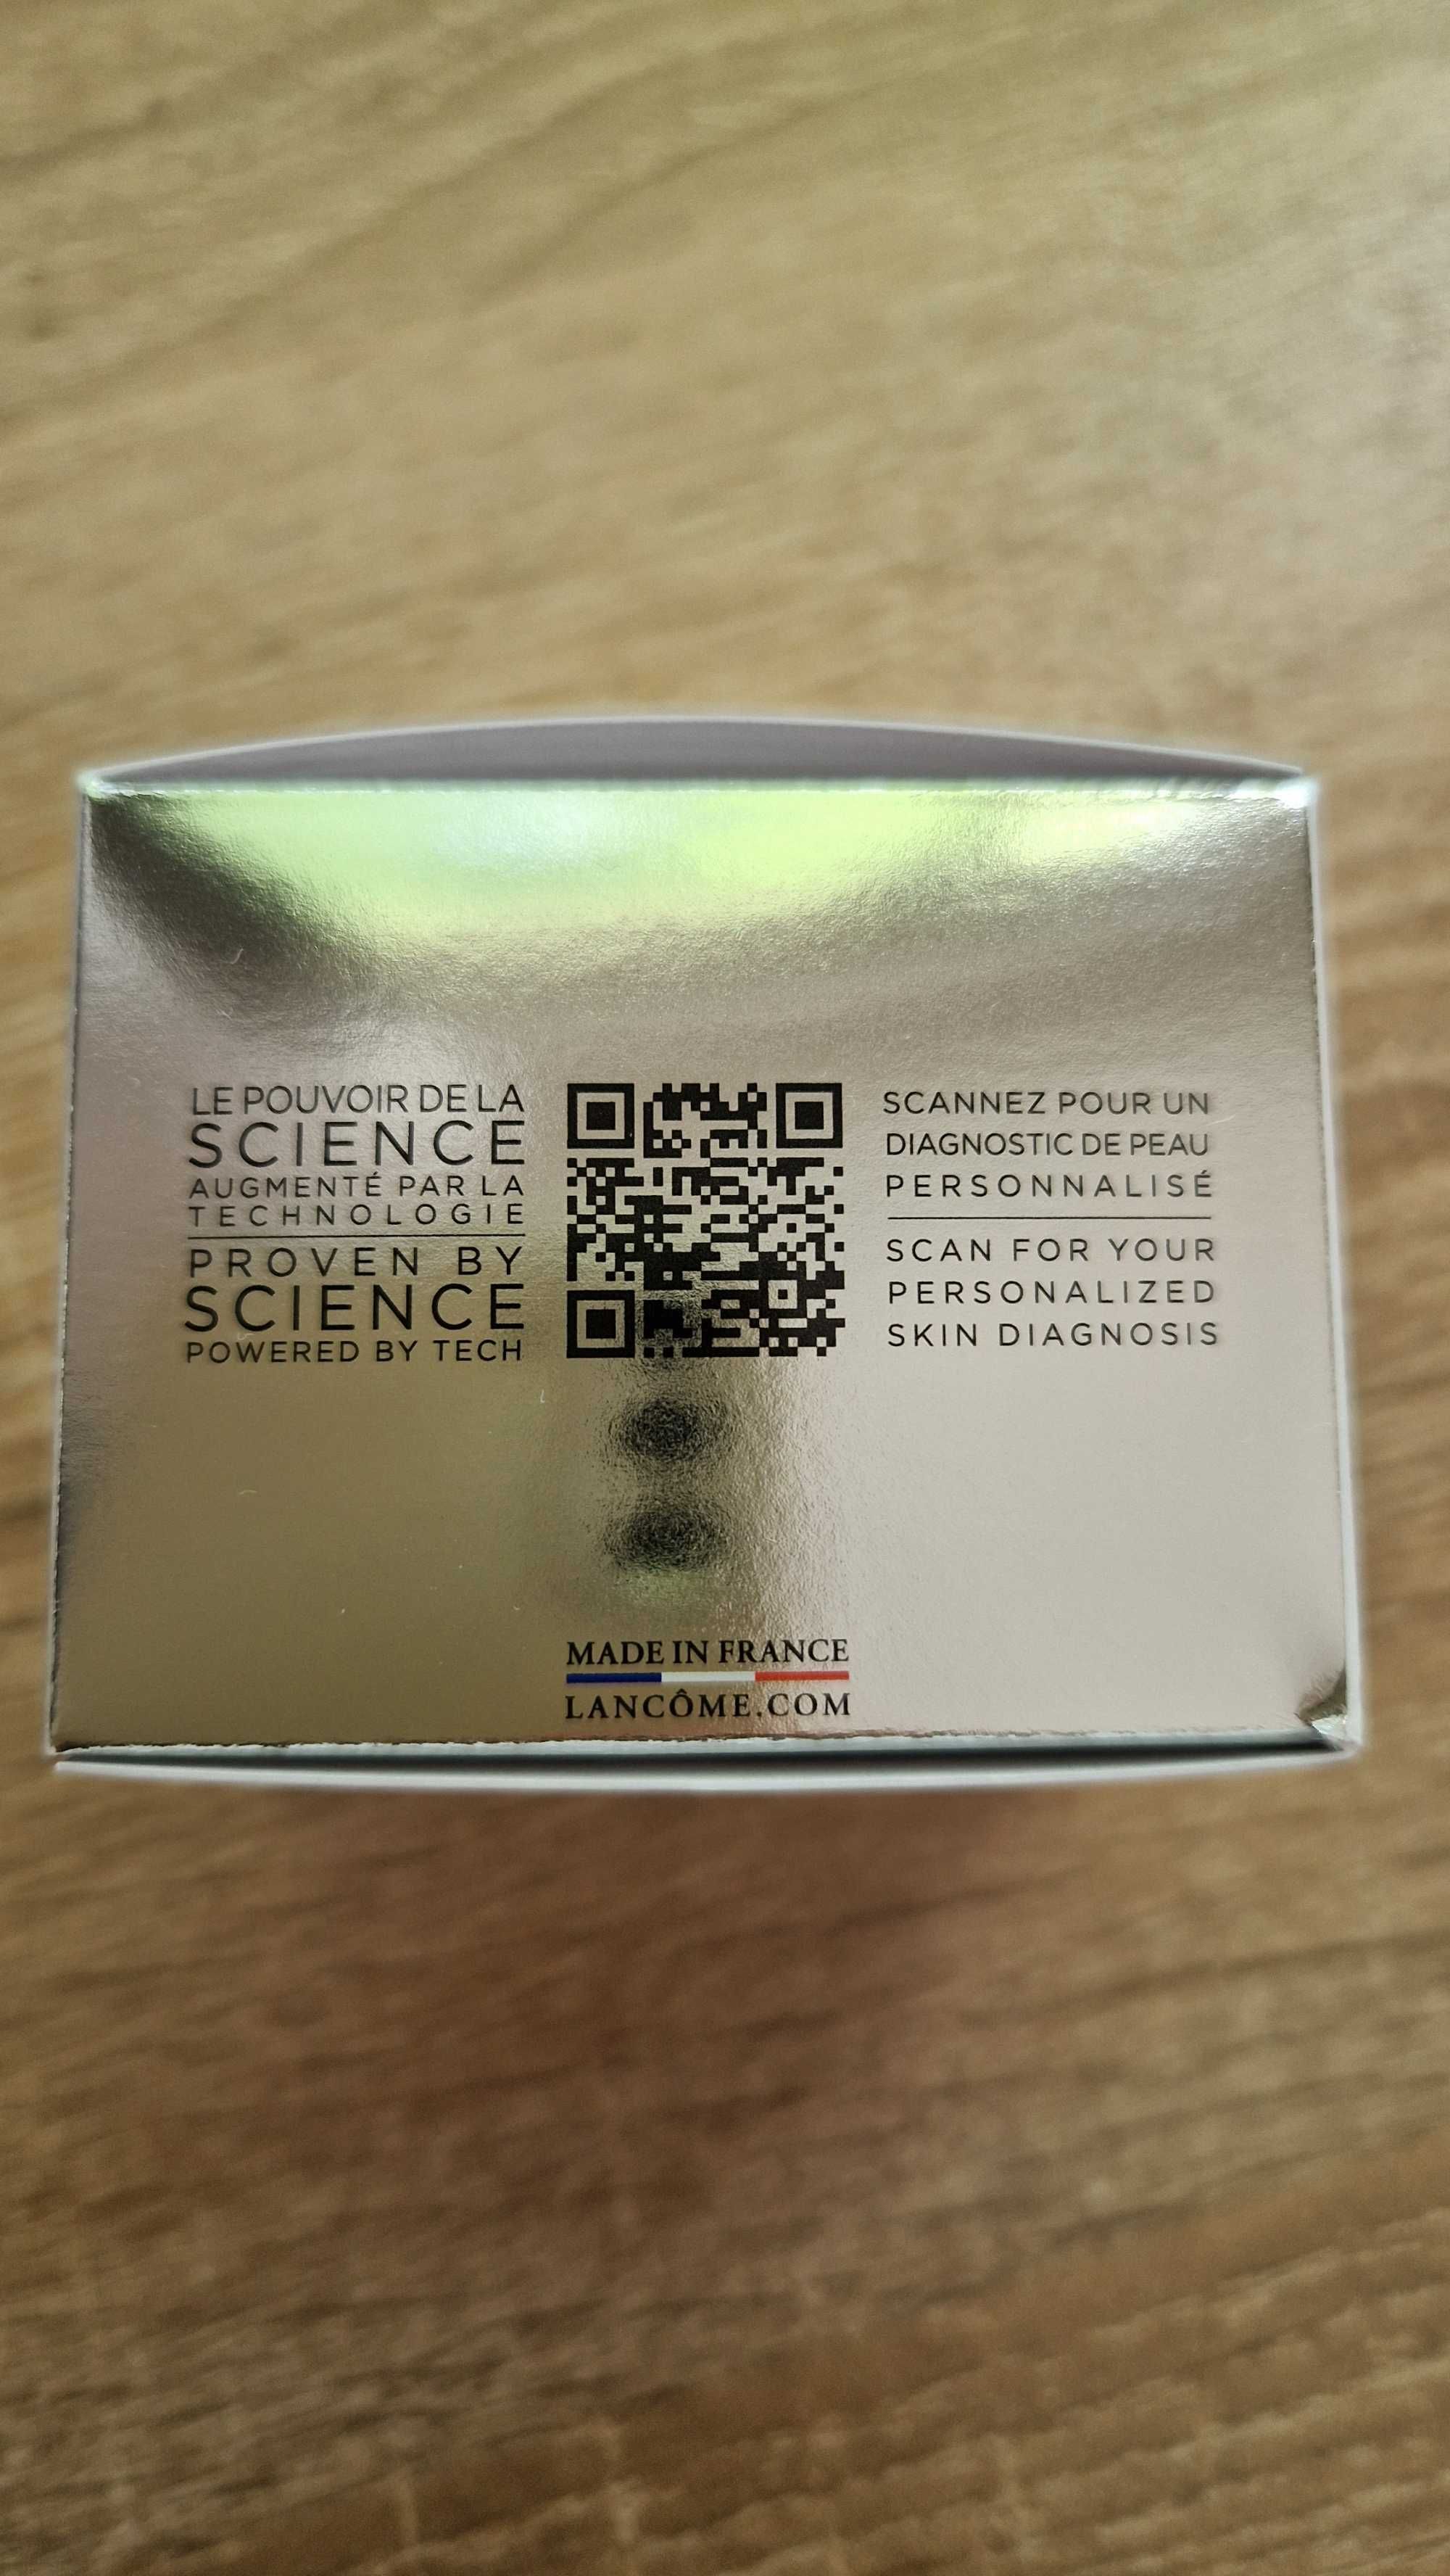 LE POUVOIR DE LA
SCIENCE
AUGMENTÉ PAR LA
TECHNOLOGIE
PROVEN BY
SCIENCE
POWERED BY TECH
SCANNEZ POUR UN
DIAGNOSTIC DE PEAU
PERSONNALISÉ
SCAN FOR YOUR
PERSONALIZED
SKIN DIAGNOSIS
MADE IN FRANCE
LANCÔME.COM